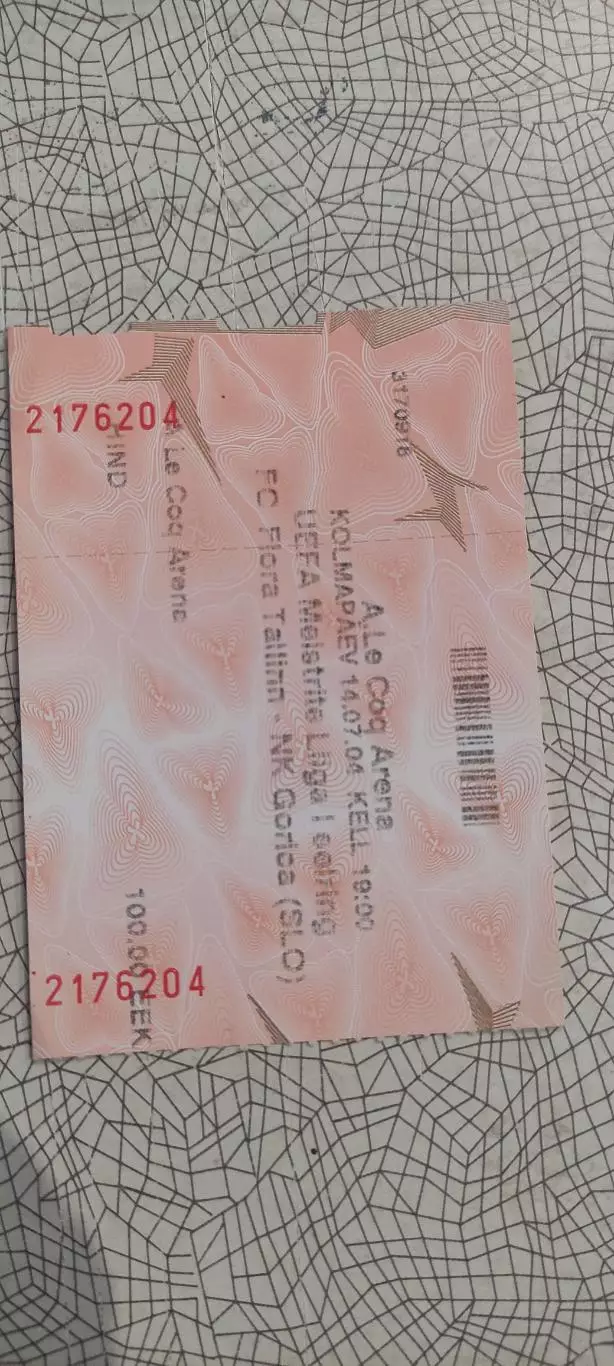 3170918
A.Le Coq Arena
KOLMAPÄEV 14.07.04 KELL 19:00
UEFA Meistrite Liiga I eelring
FC Flora Tallinn - NK Gorica (SLO)
A.Le Coq Arena
HIND 100.00 EEK
2176204
2176204